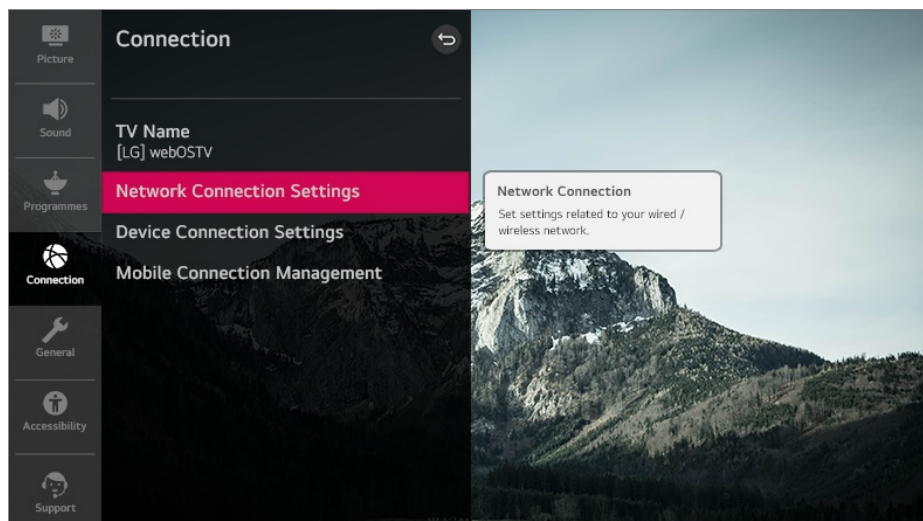 Picture
Sound
Programmes
Connection
General
Accessibility
Support
Connection
TV Name
[LG] webOSTV
Network Connection Settings
Device Connection Settings
Mobile Connection Management
Network Connection
Set settings related to your wired /
wireless network.